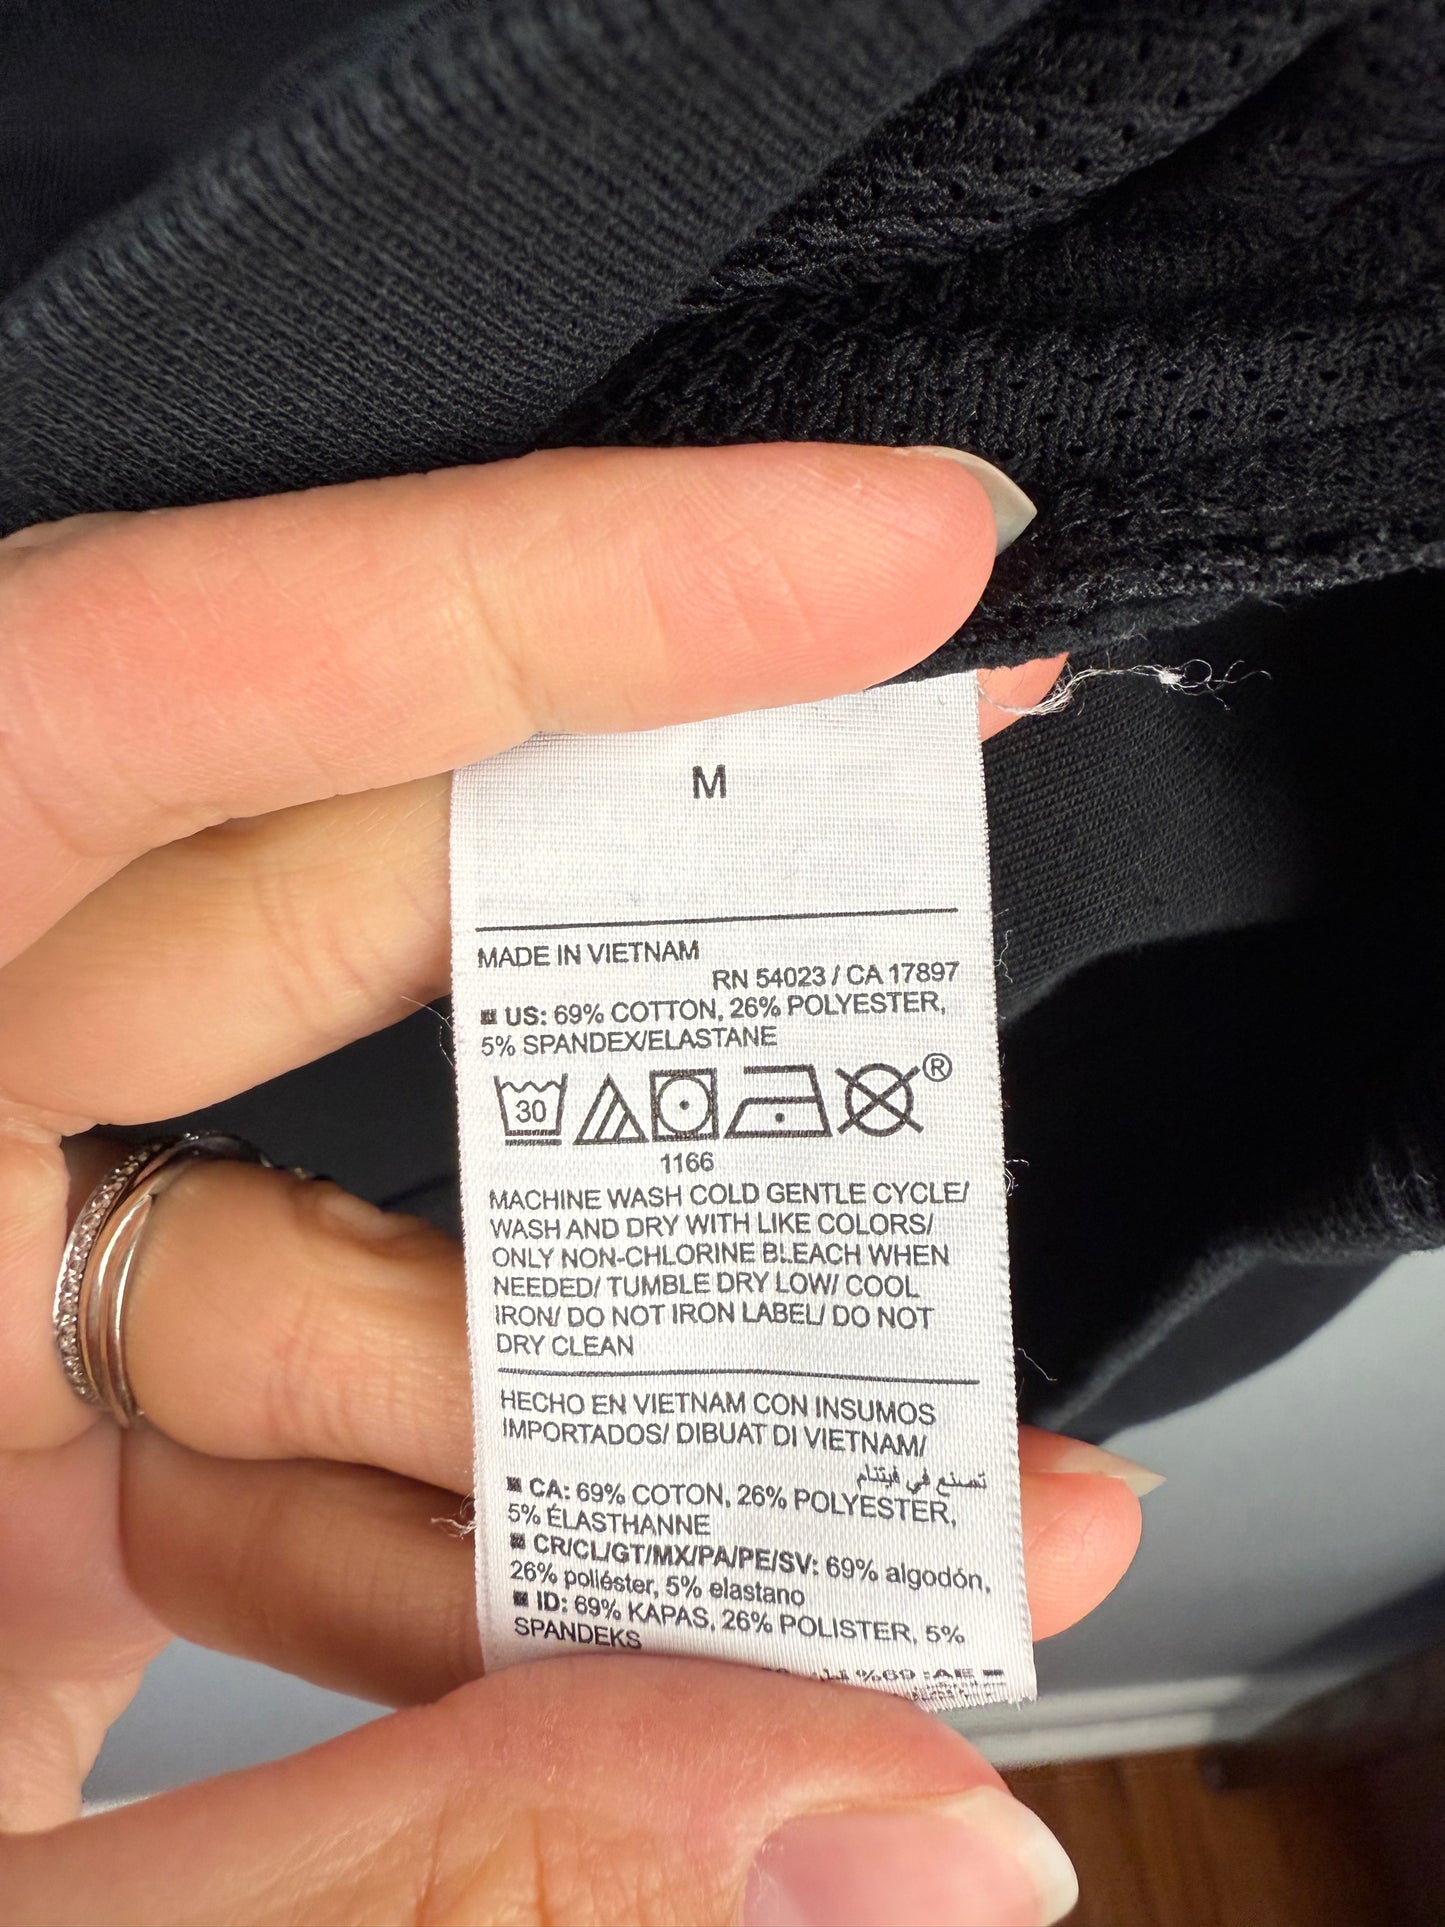 M
MADE IN VIETNAM
RN 54023 / CA 17897
US: 69% COTTON, 26% POLYESTER,
5% SPANDEX/ELASTANE
30
®
1166
MACHINE WASH COLD GENTLE CYCLE/
WASH AND DRY WITH LIKE COLORS/
ONLY NON-CHLORINE BLEACH WHEN
NEEDED/ TUMBLE DRY LOW/ COOL
IRON/ DO NOT IRON LABEL/ DO NOT
DRY CLEAN
HECHO EN VIETNAM CON INSUMOS
IMPORTADOS/ DIBUAT DI VIETNAM/
تصنع في فيتنام
CA: 69% COTON, 26% POLYESTER,
5% ÉLASTHANNE
CR/CL/GT/MX/PA/PE/SV: 69% algodón,
26% poliéster, 5% elastano
ID: 69% KAPAS, 26% POLISTER, 5%
SPANDEKS
AE: 69%